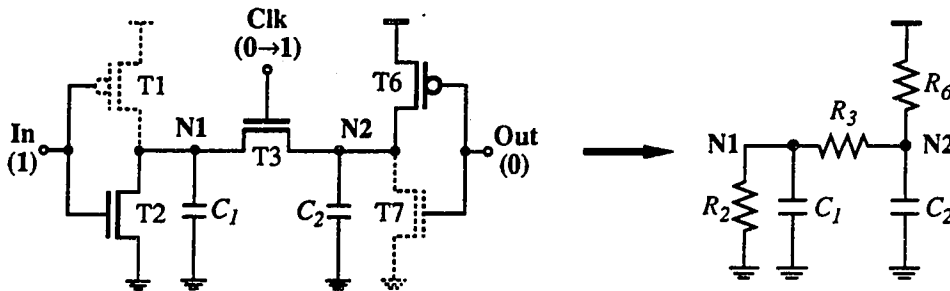 Clk
(0→1)
T1
T6
In
(1)
N1
N2
Out
(0)
T3
T2
C1
C2
T7
R6
R3
N1
N2
R2
C1
C2